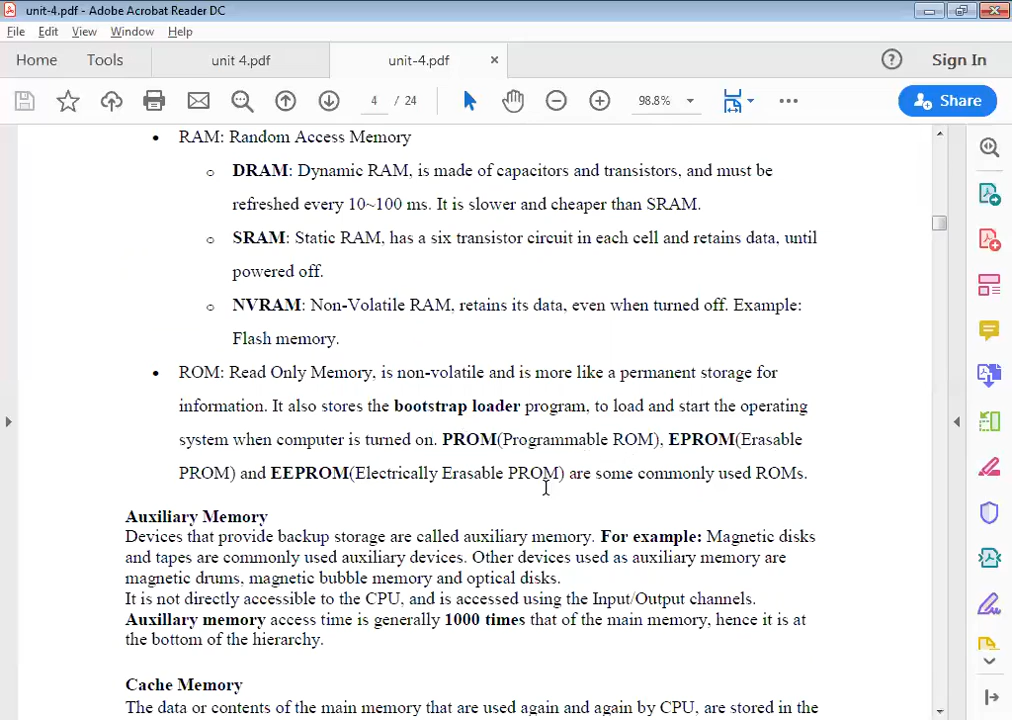 unit-4.pdf - Adobe Acrobat Reader DC
File Edit View Window Help
Home Tools unit 4.pdf unit-4.pdf × ? Sign In
4 / 24 98.8% Share
• RAM: Random Access Memory
o DRAM: Dynamic RAM, is made of capacitors and transistors, and must be
refreshed every 10~100 ms. It is slower and cheaper than SRAM.
o SRAM: Static RAM, has a six transistor circuit in each cell and retains data, until
powered off.
o NVRAM: Non-Volatile RAM, retains its data, even when turned off. Example:
Flash memory.
• ROM: Read Only Memory, is non-volatile and is more like a permanent storage for
information. It also stores the bootstrap loader program, to load and start the operating
system when computer is turned on. PROM(Programmable ROM), EPROM(Erasable
PROM) and EEPROM(Electrically Erasable PROM) are some commonly used ROMs.
Auxiliary Memory
Devices that provide backup storage are called auxiliary memory. For example: Magnetic disks
and tapes are commonly used auxiliary devices. Other devices used as auxiliary memory are
magnetic drums, magnetic bubble memory and optical disks.
It is not directly accessible to the CPU, and is accessed using the Input/Output channels.
Auxillary memory access time is generally 1000 times that of the main memory, hence it is at
the bottom of the hierarchy.
Cache Memory
The data or contents of the main memory that are used again and again by CPU, are stored in the